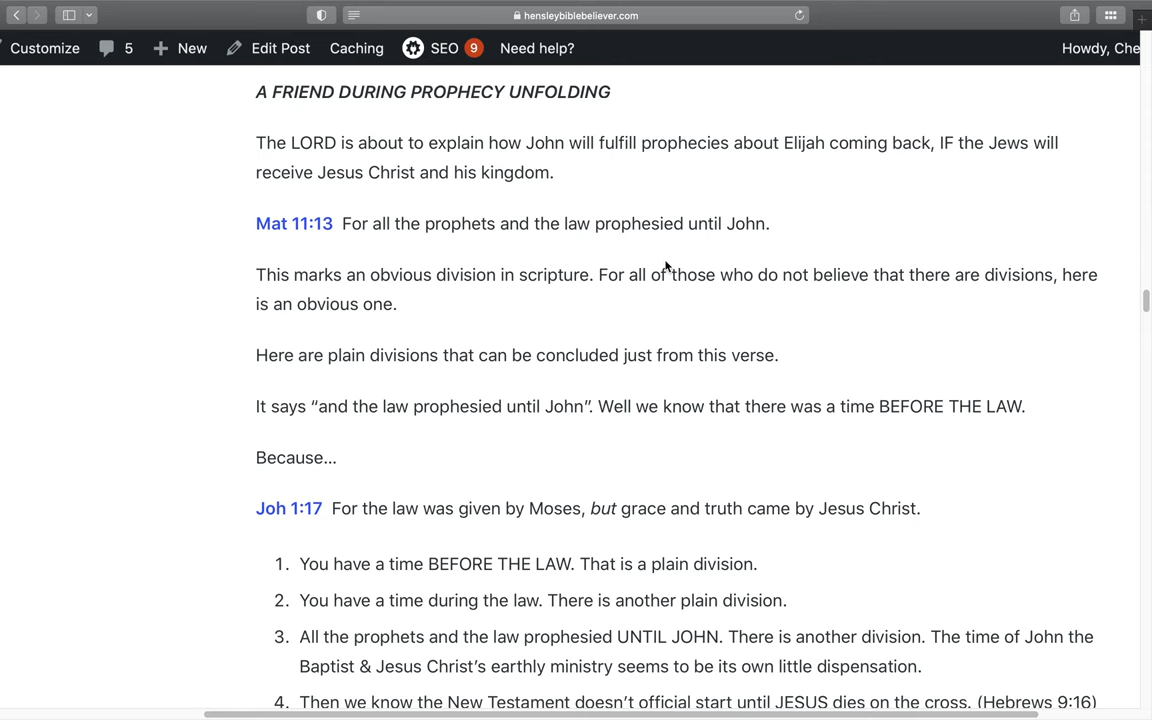 hensleybiblebeliever.com
Customize 5 New Edit Post Caching SEO 9 Need help? Howdy, Che
A FRIEND DURING PROPHECY UNFOLDING
The LORD is about to explain how John will fulfill prophecies about Elijah coming back, IF the Jews will
receive Jesus Christ and his kingdom.
Mat 11:13 For all the prophets and the law prophesied until John.
This marks an obvious division in scripture. For all of those who do not believe that there are divisions, here
is an obvious one.
Here are plain divisions that can be concluded just from this verse.
It says “and the law prophesied until John”. Well we know that there was a time BEFORE THE LAW.
Because…
Joh 1:17 For the law was given by Moses, but grace and truth came by Jesus Christ.
1. You have a time BEFORE THE LAW. That is a plain division.
2. You have a time during the law. There is another plain division.
3. All the prophets and the law prophesied UNTIL JOHN. There is another division. The time of John the
Baptist & Jesus Christ’s earthly ministry seems to be its own little dispensation.
4. Then we know the New Testament doesn’t official start until JESUS dies on the cross. (Hebrews 9:16)